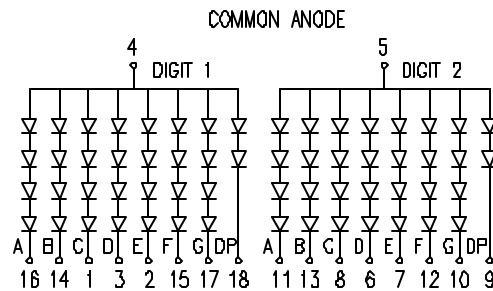 COMMON ANODE
4 5
DIGIT 1 DIGIT 2
A B C D E F G DP A B C D E F G DP
16 14 1 3 2 15 17 18 11 13 8 6 7 12 10 9